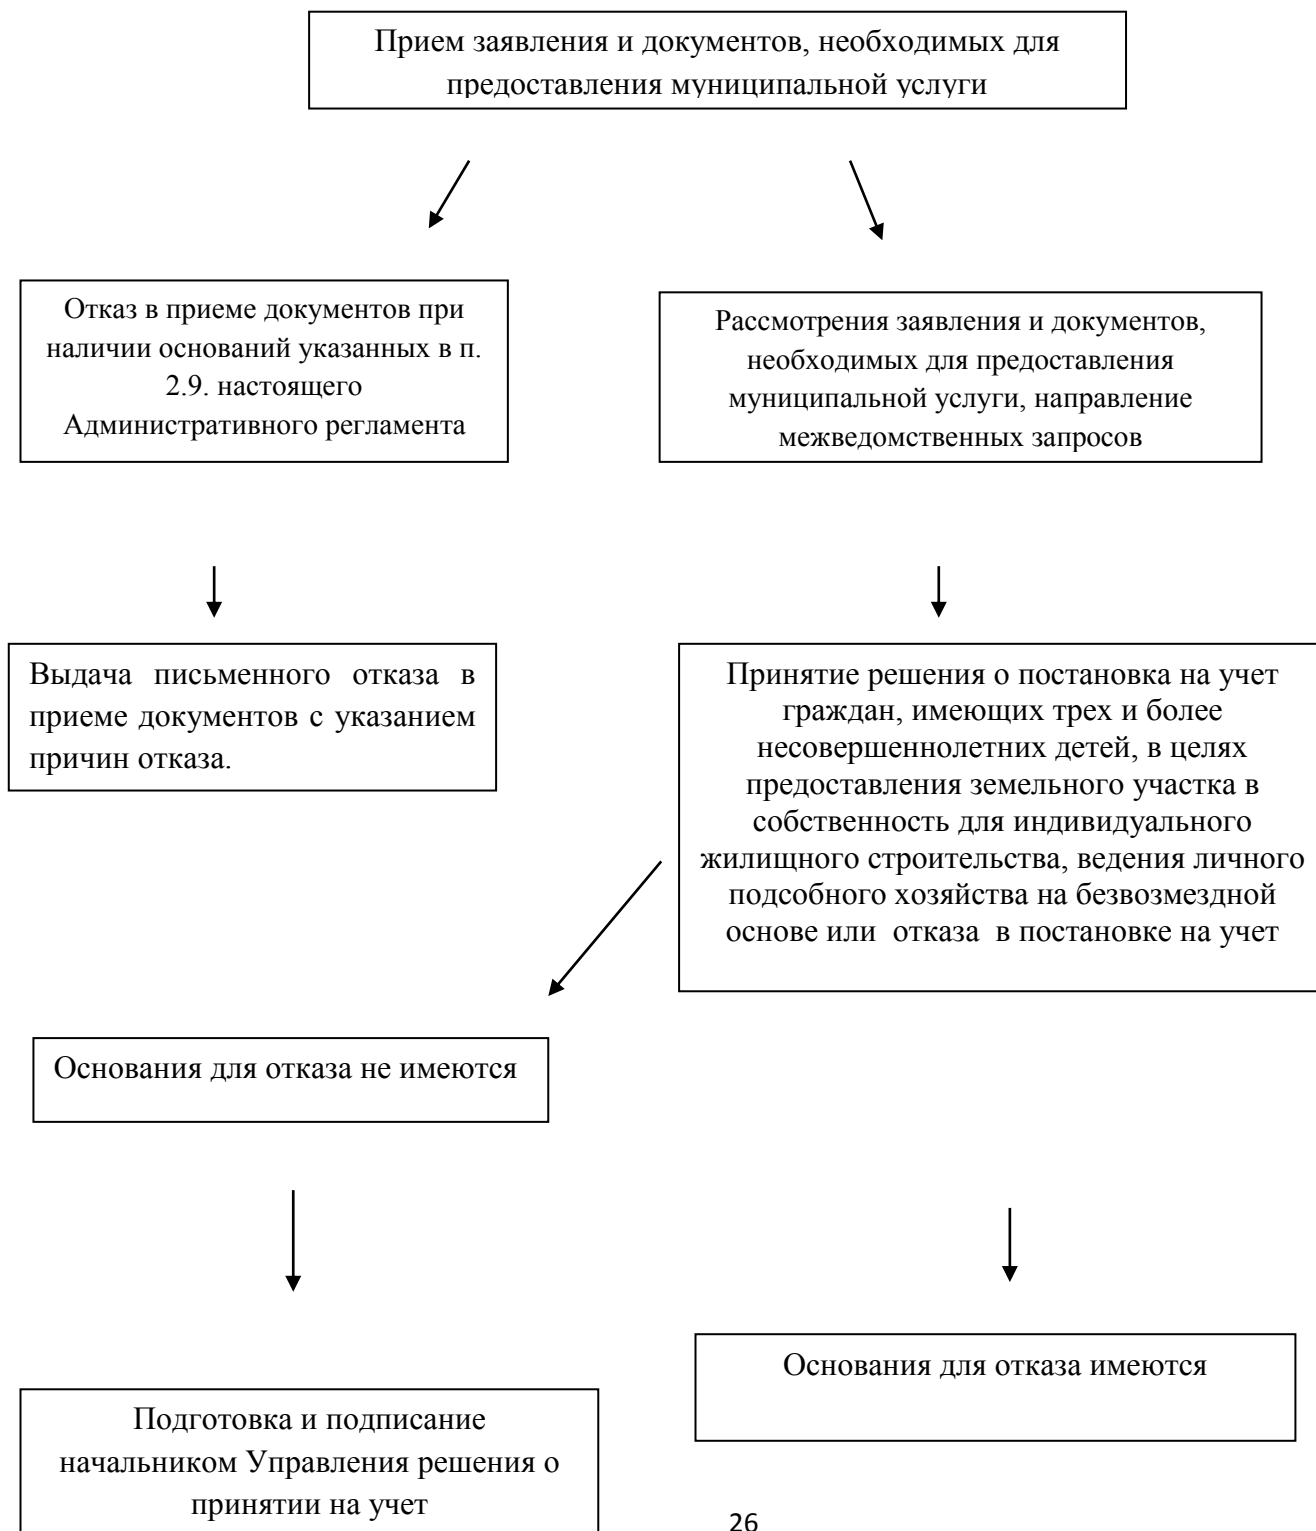 Прием заявления и документов, необходимых для
предоставления муниципальной услуги
Отказ в приеме документов при
наличии оснований указанных в п.
2.9. настоящего
Административного регламента
Рассмотрения заявления и документов,
необходимых для предоставления
муниципальной услуги, направление
межведомственных запросов
Выдача письменного отказа в
приеме документов с указанием
причин отказа.
Принятие решения о постановка на учет
граждан, имеющих трех и более
несовершеннолетних детей, в целях
предоставления земельного участка в
собственность для индивидуального
жилищного строительства, ведения личного
подсобного хозяйства на безвозмездной
основе или отказа в постановке на учет
Основания для отказа не имеются
Основания для отказа имеются
Подготовка и подписание
начальником Управления решения о
принятии на учет
26